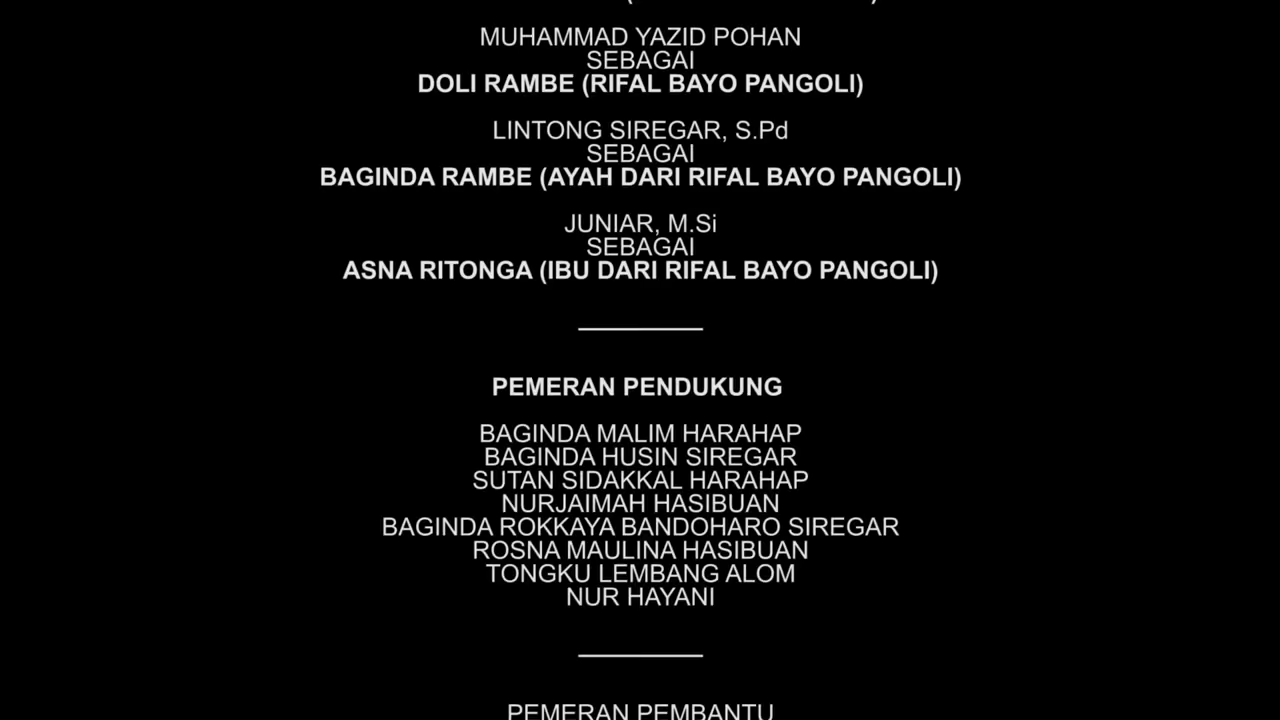 MUHAMMAD YAZID POHAN
SEBAGAI
DOLI RAMBE (RIFAL BAYO PANGOLI)
LINTONG SIREGAR, S.Pd
SEBAGAI
BAGINDA RAMBE (AYAH DARI RIFAL BAYO PANGOLI)
JUNIAR, M.Si
SEBAGAI
ASNA RITONGA (IBU DARI RIFAL BAYO PANGOLI)
PEMERAN PENDUKUNG
BAGINDA MALIM HARAHAP
BAGINDA HUSIN SIREGAR
SUTAN SIDAKKAL HARAHAP
NURJAIMAH HASIBUAN
BAGINDA ROKKAYA BANDOHARO SIREGAR
ROSNA MAULINA HASIBUAN
TONGKU LEMBANG ALOM
NUR HAYANI
PEMERAN PEMBANTU